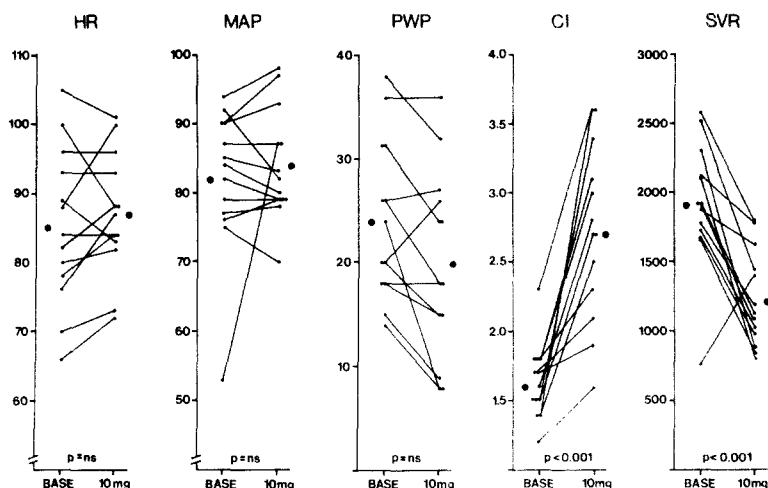 HR MAP PWP CI SVR
110 100 40 4.0 3000
100 90 30 3.5 2500
90 80 20 3.0 2000
80 70 10 2.5 1500
70 60 2.0 1000
60 50 1.5 500
p=ns p=ns p=ns p<0.001 p<0.001
BASE 10mg BASE 10mg BASE 10mg BASE 10mg BASE 10mg